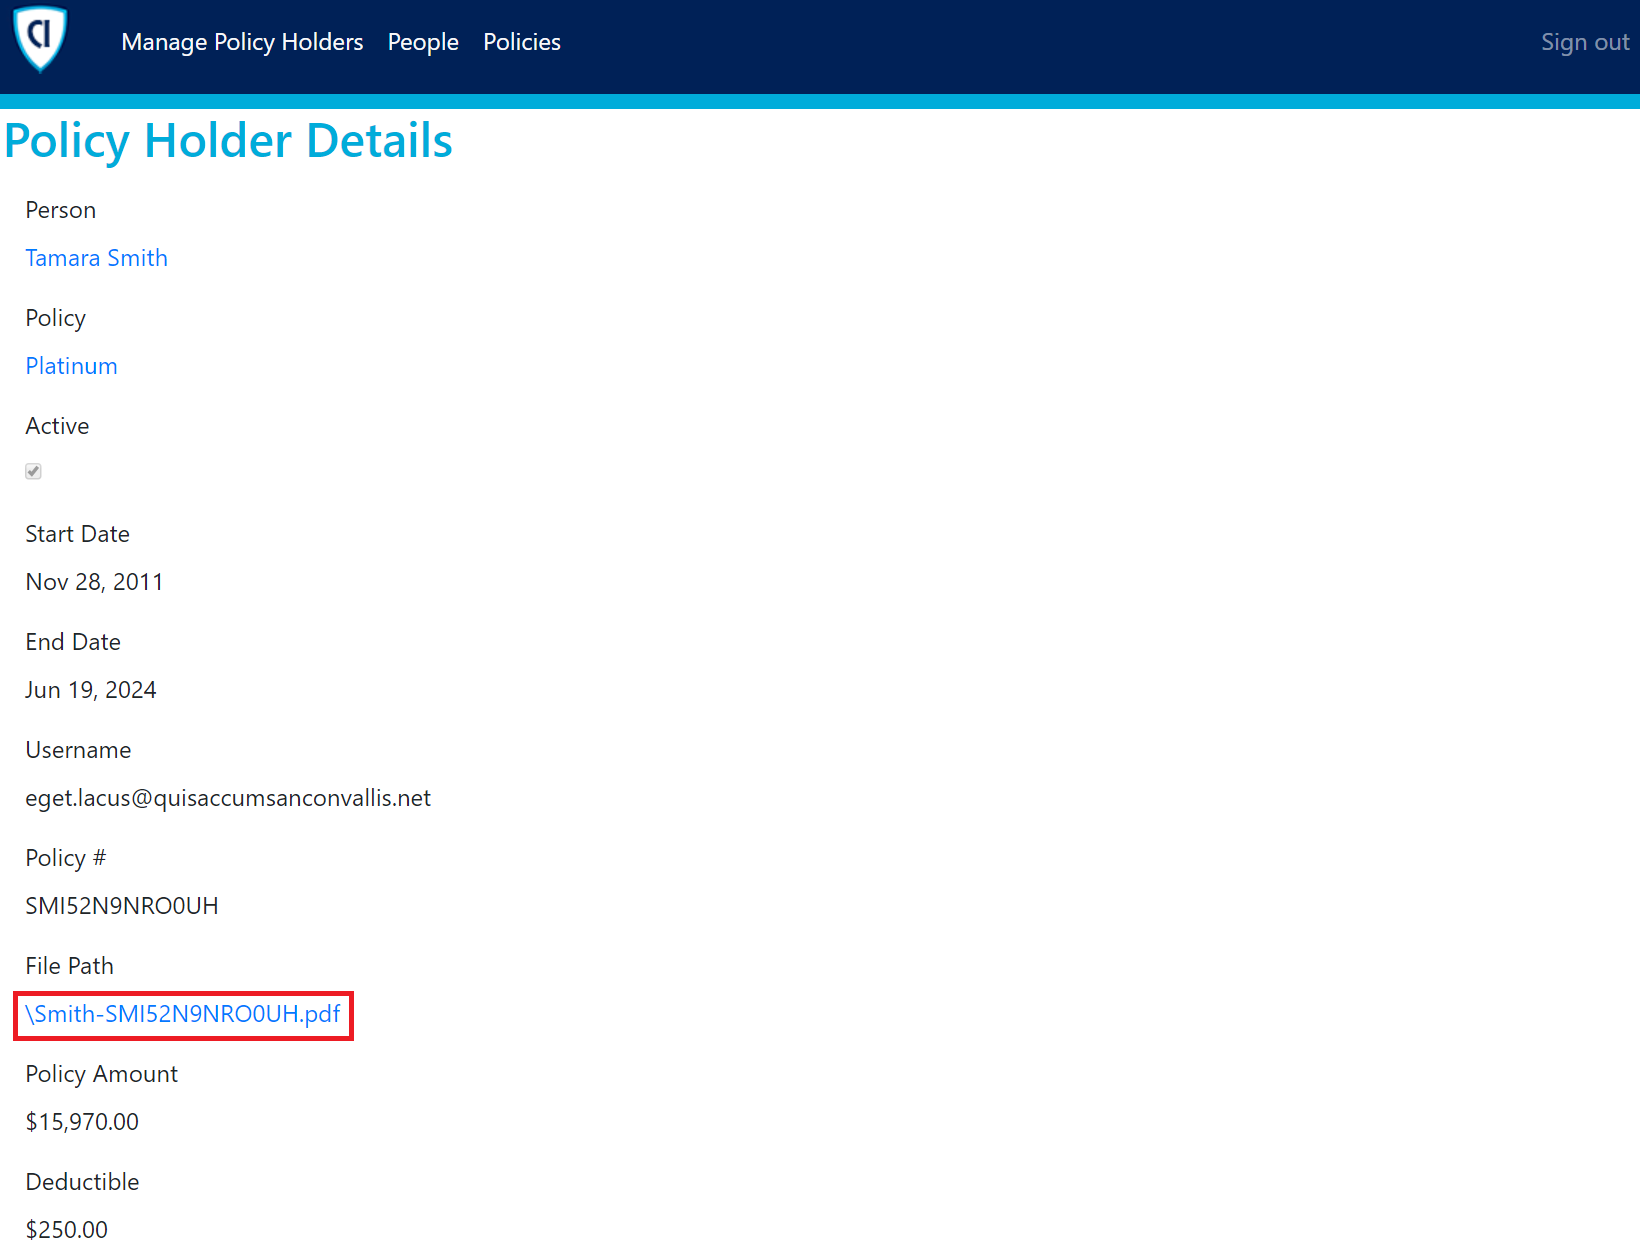 CI
Manage Policy Holders People Policies Sign out
Policy Holder Details
Person
Tamara Smith
Policy
Platinum
Active
Start Date
Nov 28, 2011
End Date
Jun 19, 2024
Username
eget.lacus@quisaccumsanconvallis.net
Policy #
SMI52N9NRO0UH
File Path
\Smith-SMI52N9NRO0UH.pdf
Policy Amount
$15,970.00
Deductible
$250.00